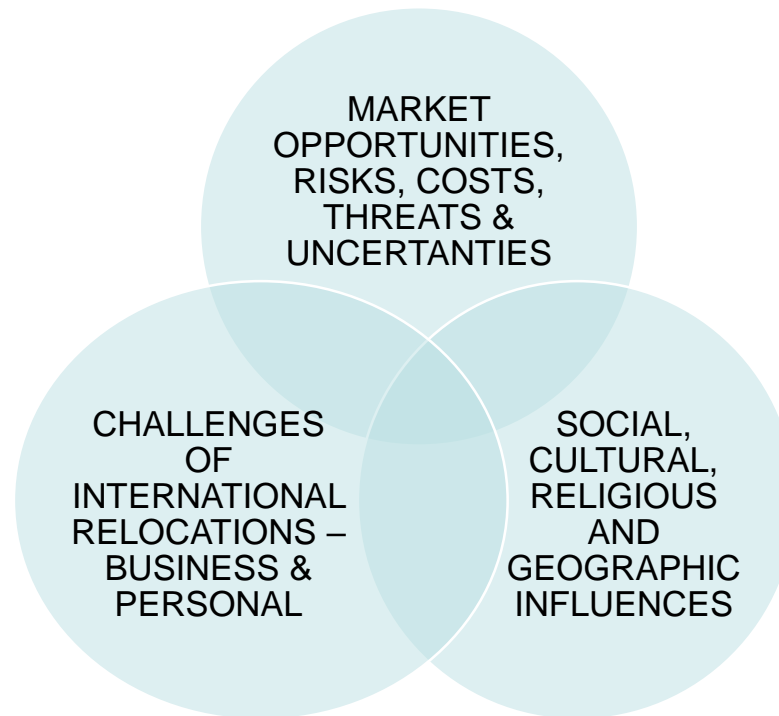 MARKET
OPPORTUNITIES,
RISKS, COSTS,
THREATS &
UNCERTANTIES
CHALLENGES
OF
INTERNATIONAL
RELOCATIONS –
BUSINESS &
PERSONAL
SOCIAL,
CULTURAL,
RELIGIOUS
AND
GEOGRAPHIC
INFLUENCES